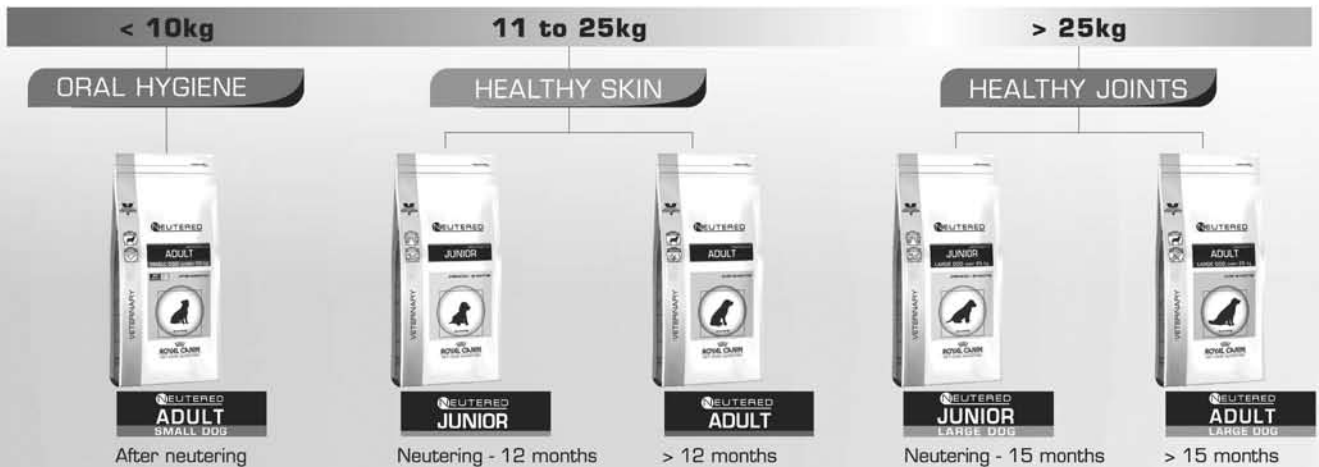 < 10kg
11 to 25kg
> 25kg
ORAL HYGIENE
HEALTHY SKIN
HEALTHY JOINTS
NEUTERED
ADULT
VETERINARY
ROYAL CANIN
NEUTERED
JUNIOR
VETERINARY
ROYAL CANIN
NEUTERED
ADULT
VETERINARY
ROYAL CANIN
NEUTERED
JUNIOR
VETERINARY
ROYAL CANIN
NEUTERED
ADULT
VETERINARY
ROYAL CANIN
NEUTERED
ADULT
SMALL DOG
After neutering
NEUTERED
JUNIOR
Neutering - 12 months
NEUTERED
ADULT
> 12 months
NEUTERED
JUNIOR
LARGE DOG
Neutering - 15 months
NEUTERED
ADULT
LARGE DOG
> 15 months